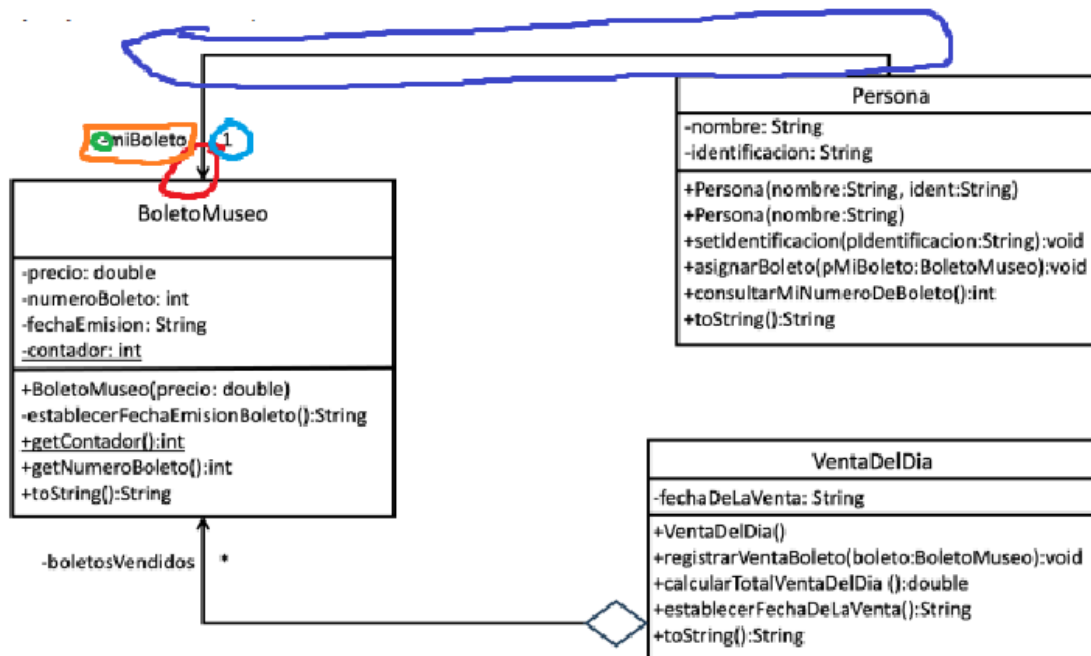 -miBoleto 1
Persona
-nombre: String
-identificacion: String
+Persona(nombre:String, ident:String)
+Persona(nombre:String)
+setIdentificacion(pIdentificacion:String):void
+asignarBoleto(pMiBoleto:BoletoMuseo):void
+consultarMiNumeroDeBoleto():int
+toString():String
BoletoMuseo
-precio: double
-numeroBoleto: int
-fechaEmision: String
-contador: int
+BoletoMuseo(precio: double)
-establecerFechaEmisionBoleto():String
+getContador():int
+getNumeroBoleto():int
+toString():String
-boletosVendidos *
VentaDelDia
-fechaDeLaVenta: String
+VentaDelDia()
+registrarVentaBoleto(boleto:BoletoMuseo):void
+calcularTotalVentaDelDia ():double
+establecerFechaDeLaVenta():String
+toString():String